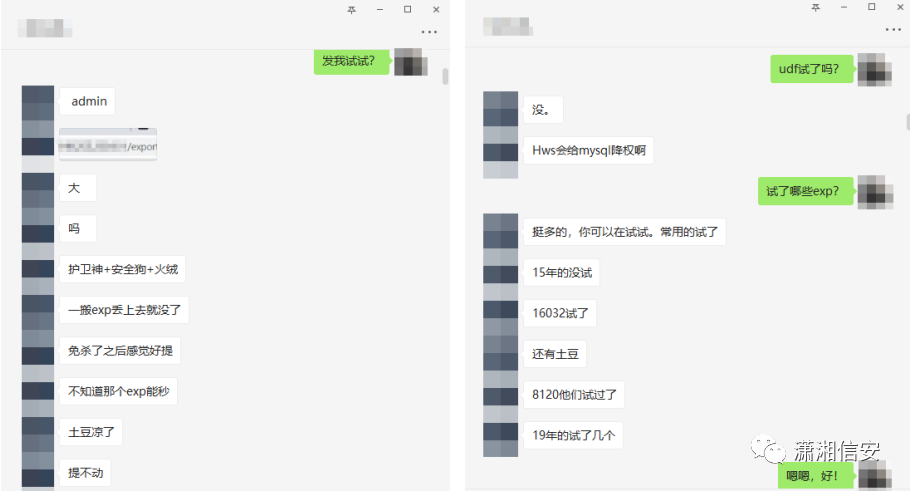 发我试试?
admin
/export
大
吗
护卫神+安全狗+火绒
一搬exp丢上去就没了
免杀了之后感觉好提
不知道那个exp能秒
土豆凉了
提不动
udf试了吗?
没。
Hws会给mysql降权啊
试了哪些exp?
挺多的，你可以在试试。常用的试了
15年的没试
16032试了
还有土豆
8120他们试过了
19年的试了几个
嗯嗯，好!
潇湘信安